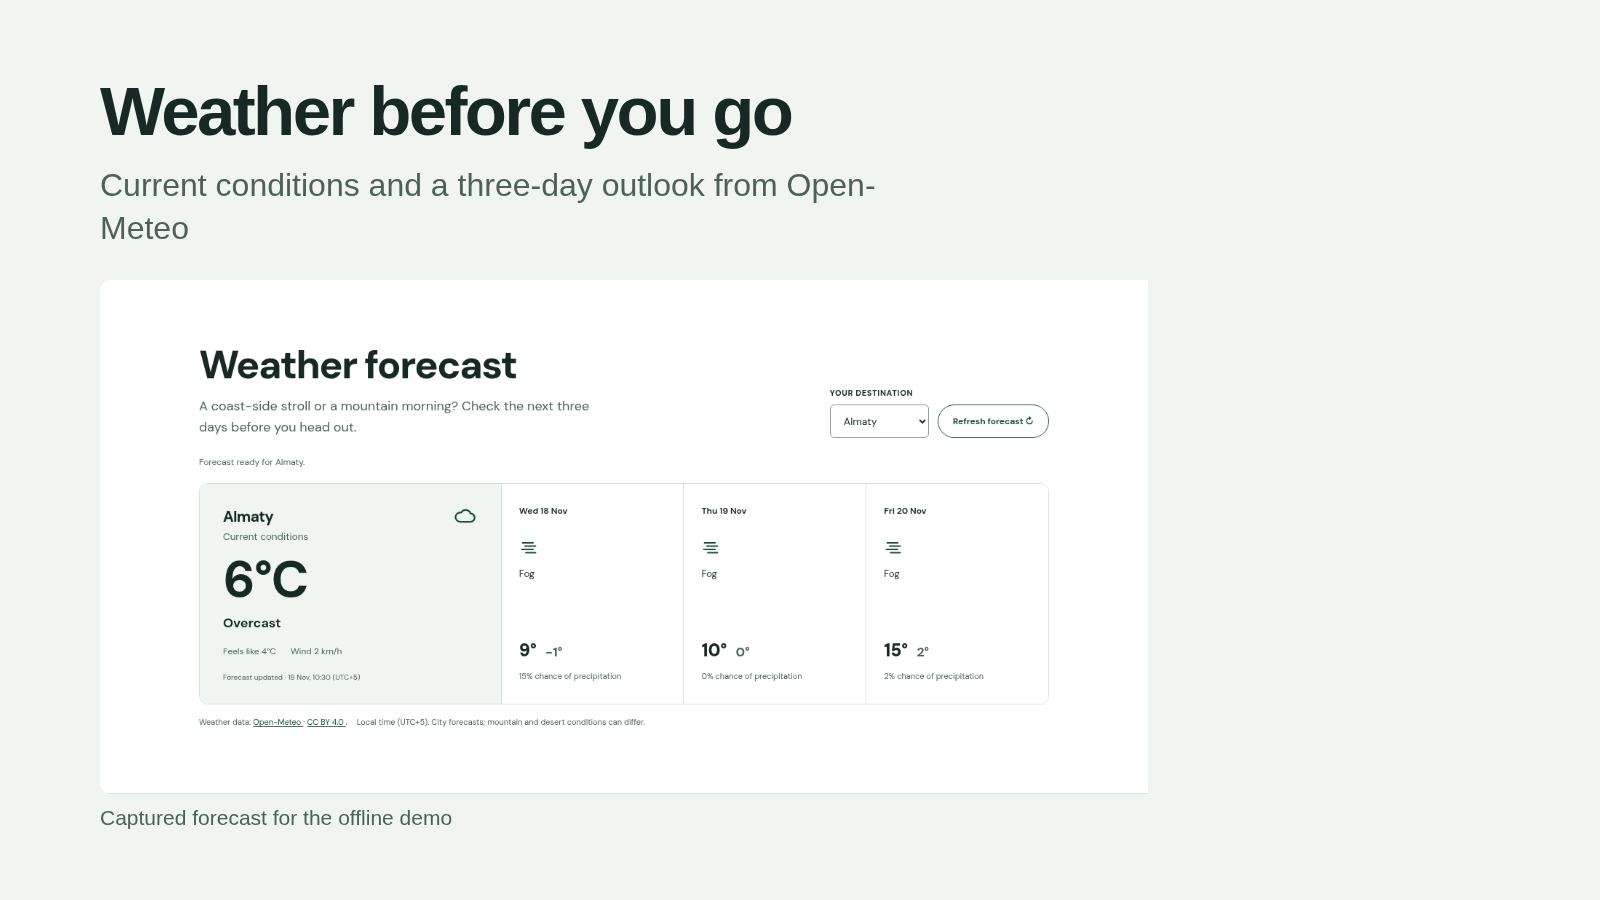 Weather before you go
Current conditions and a three-day outlook from Open-
Meteo
Weather forecast
A coast-side stroll or a mountain morning? Check the next three
days before you head out.
YOUR DESTINATION
Almaty
Refresh forecast ↻
Forecast ready for Almaty.
Almaty
Current conditions
6°C
Overcast
Feels like 4°C Wind 2 km/h
Forecast updated · 18 Nov, 10:30 (UTC+5)
Wed 18 Nov
Fog
9° -1°
15% chance of precipitation
Thu 19 Nov
Fog
10° 0°
0% chance of precipitation
Fri 20 Nov
Fog
15° 2°
2% chance of precipitation
Weather data: Open-Meteo · CC BY 4.0 . Local time (UTC+5). City forecasts; mountain and desert conditions can differ.
Captured forecast for the offline demo